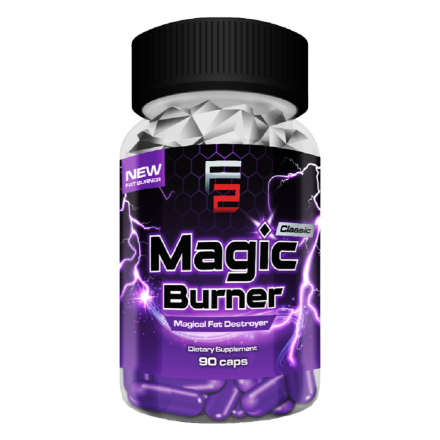 NEW
FAT BURNER
F2
Classic
Magic
Burner
Magical Fat Destroyer
Dietary Supplement
90 caps